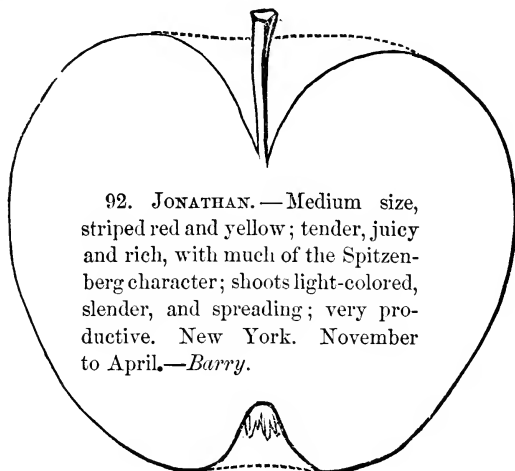 92. JONATHAN.—Medium size,
striped red and yellow; tender, juicy
and rich, with much of the Spitzen-
berg character; shoots light-colored,
slender, and spreading; very pro-
ductive. New York. November
to April.—Barry.